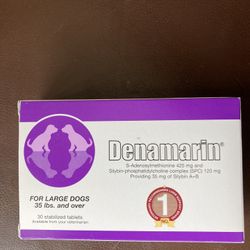 Denamarin®
S-Adenosylmethionine 425 mg and
Silybin-phosphatidylcholine complex (SPC) 120 mg
Providing 35 mg of Silybin A+B
FOR LARGE DOGS
35 lbs. and over
30 stabilized tablets
Available from your veterinarian
1